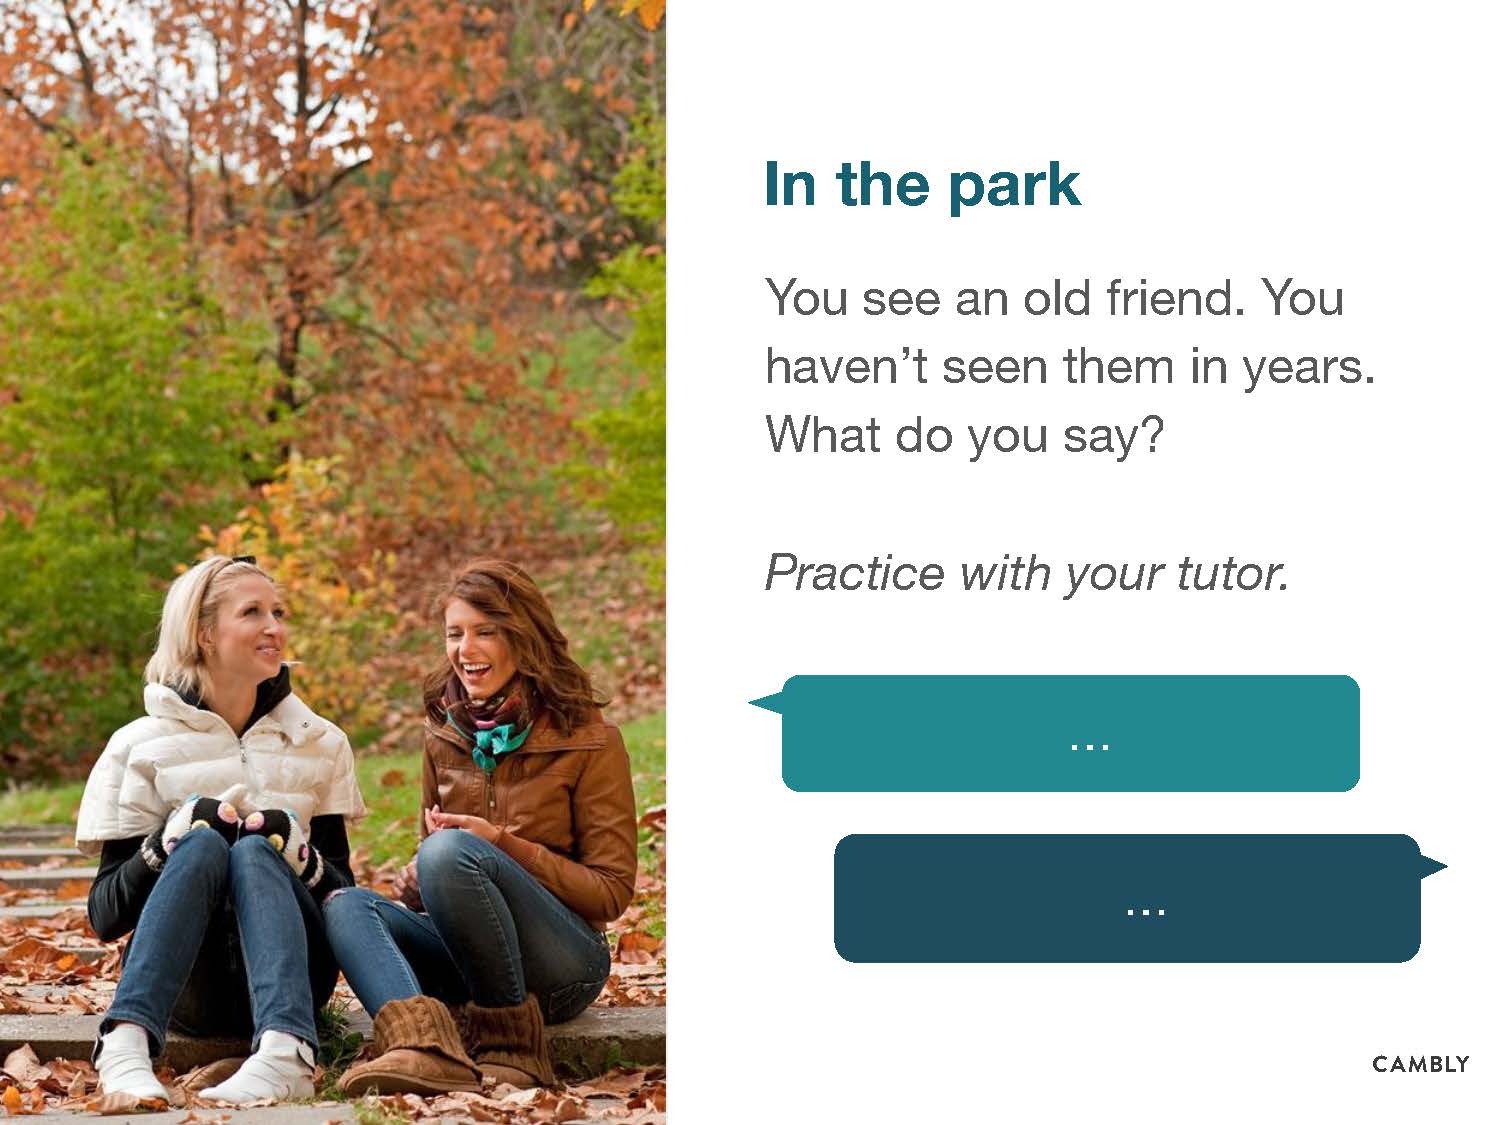 In the park
You see an old friend. You
haven’t seen them in years.
What do you say?
Practice with your tutor.
...
...
CAMBLY